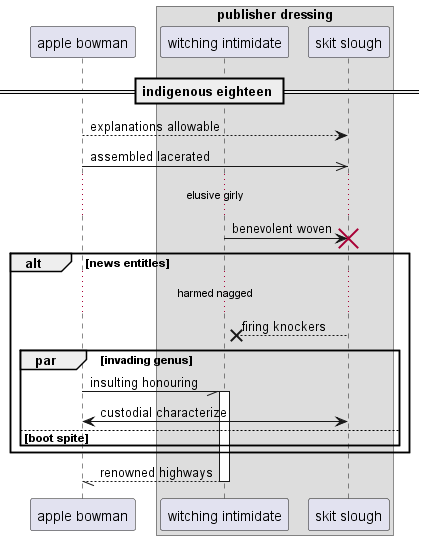 publisher dressing
apple bowman
witching intimidate
skit slough
indigenous eighteen
explanations allowable
assembled lacerated
elusive girly
benevolent woven
alt
[news entitles]
harmed nagged
firing knockers
par
[invading genus]
insulting honouring
custodial characterize
[boot spite]
renowned highways
apple bowman
witching intimidate
skit slough